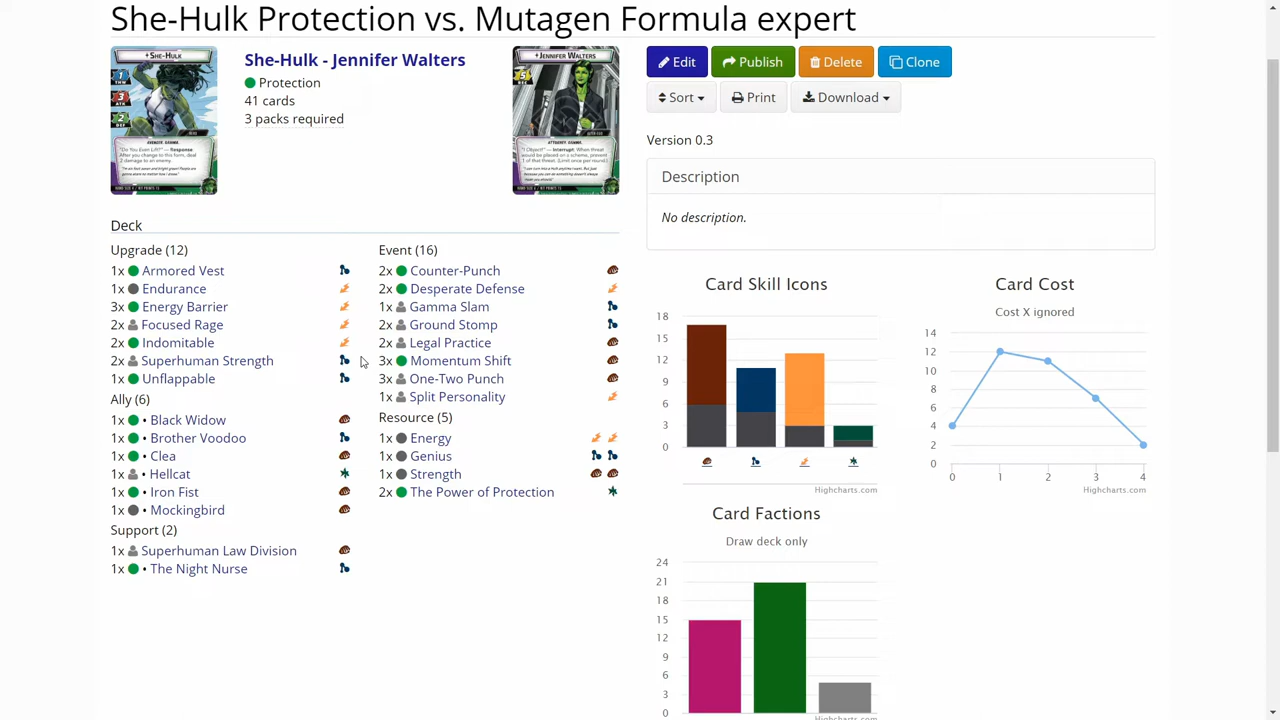 She-Hulk Protection vs. Mutagen Formula expert
SHE-HULK
JENNIFER WALTERS
She-Hulk - Jennifer Walters
Protection
41 cards
3 packs required
Edit
Publish
Delete
Clone
Sort
Print
Download
Version 0.3
Description
No description.
Deck
Upgrade (12)
1x Armored Vest
1x Endurance
3x Energy Barrier
2x Focused Rage
2x Indomitable
2x Superhuman Strength
1x Unflappable
Ally (6)
1x • Black Widow
1x • Brother Voodoo
1x • Clea
1x • Hellcat
1x • Iron Fist
1x • Mockingbird
Support (2)
1x Superhuman Law Division
1x • The Night Nurse
Event (16)
2x Counter-Punch
2x Desperate Defense
1x Gamma Slam
2x Ground Stomp
2x Legal Practice
3x Momentum Shift
3x One-Two Punch
1x Split Personality
Resource (5)
1x Energy
1x Genius
1x Strength
2x The Power of Protection
Card Skill Icons
18
15
12
9
6
3
0
Highcharts.com
Card Cost
Cost X ignored
14
12
10
8
6
4
2
0
0 1 2 3 4
Highcharts.com
Card Factions
Draw deck only
24
21
18
15
12
9
6
3
0
Highcharts.com